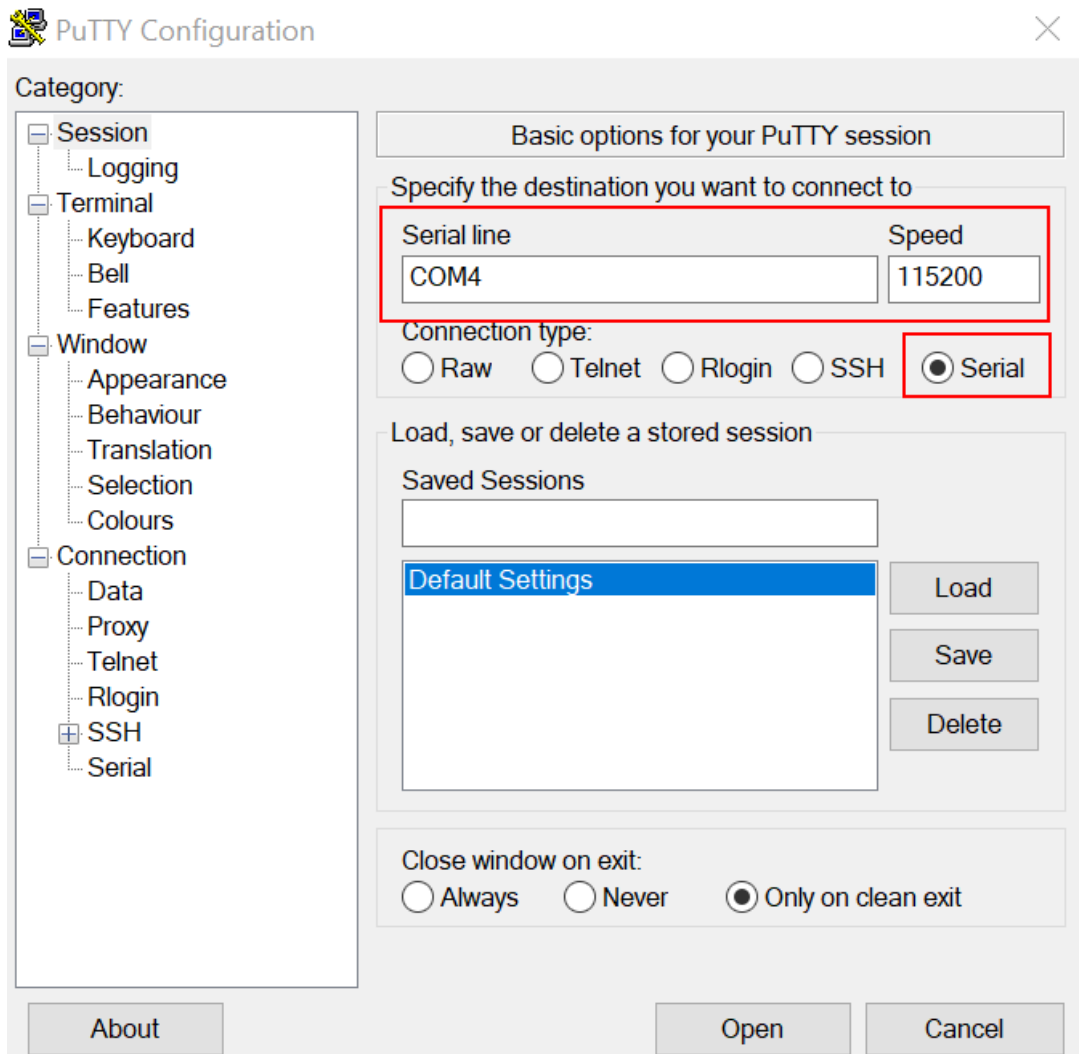 PuTTY Configuration
Category:
Session
Logging
Terminal
Keyboard
Bell
Features
Window
Appearance
Behaviour
Translation
Selection
Colours
Connection
Data
Proxy
Telnet
Rlogin
SSH
Serial
Basic options for your PuTTY session
Specify the destination you want to connect to
Serial line Speed
COM4 115200
Connection type:
Raw Telnet Rlogin SSH Serial
Load, save or delete a stored session
Saved Sessions
Default Settings
Load
Save
Delete
Close window on exit:
Always Never Only on clean exit
About Open Cancel